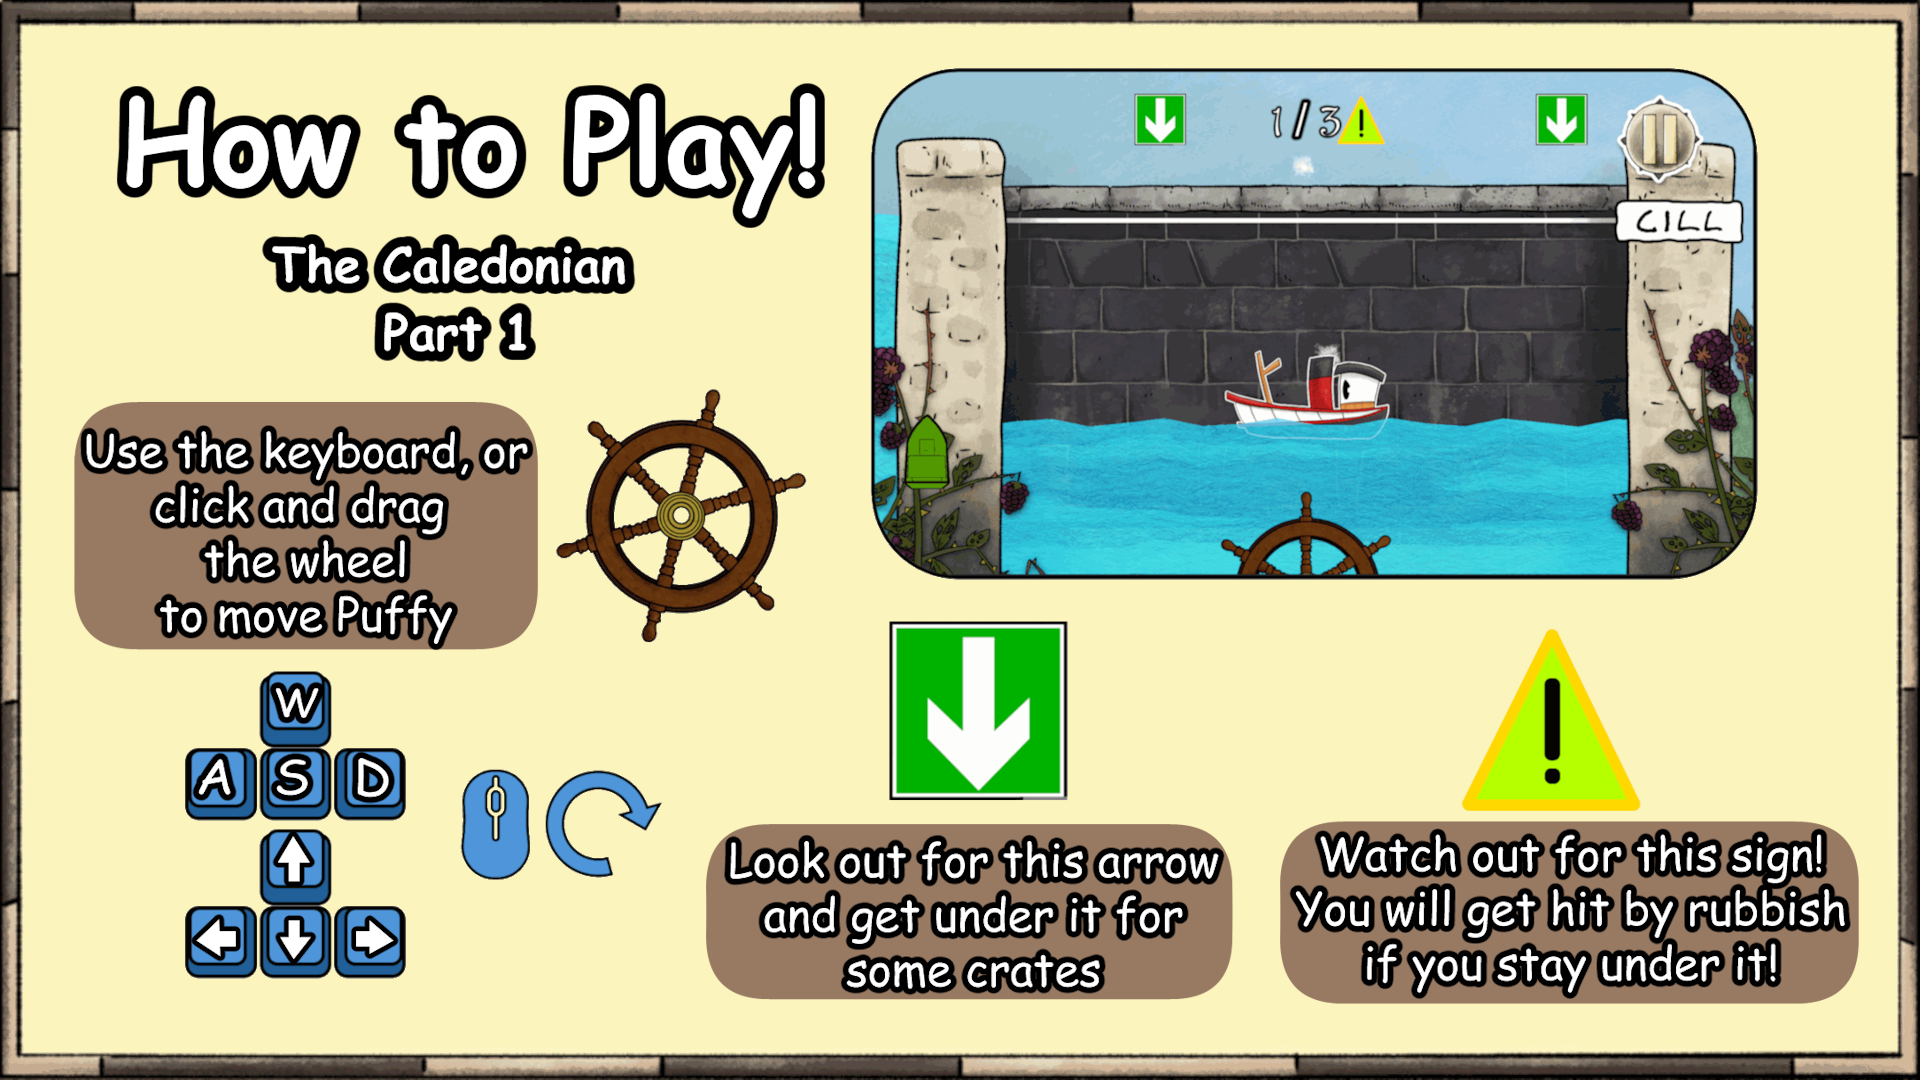 How to Play!
The Caledonian
Part 1
1/3
!
CILL
Use the keyboard, or
click and drag
the wheel
to move Puffy
W
A S D
!
Look out for this arrow
and get under it for
some crates
Watch out for this sign!
You will get hit by rubbish
if you stay under it!